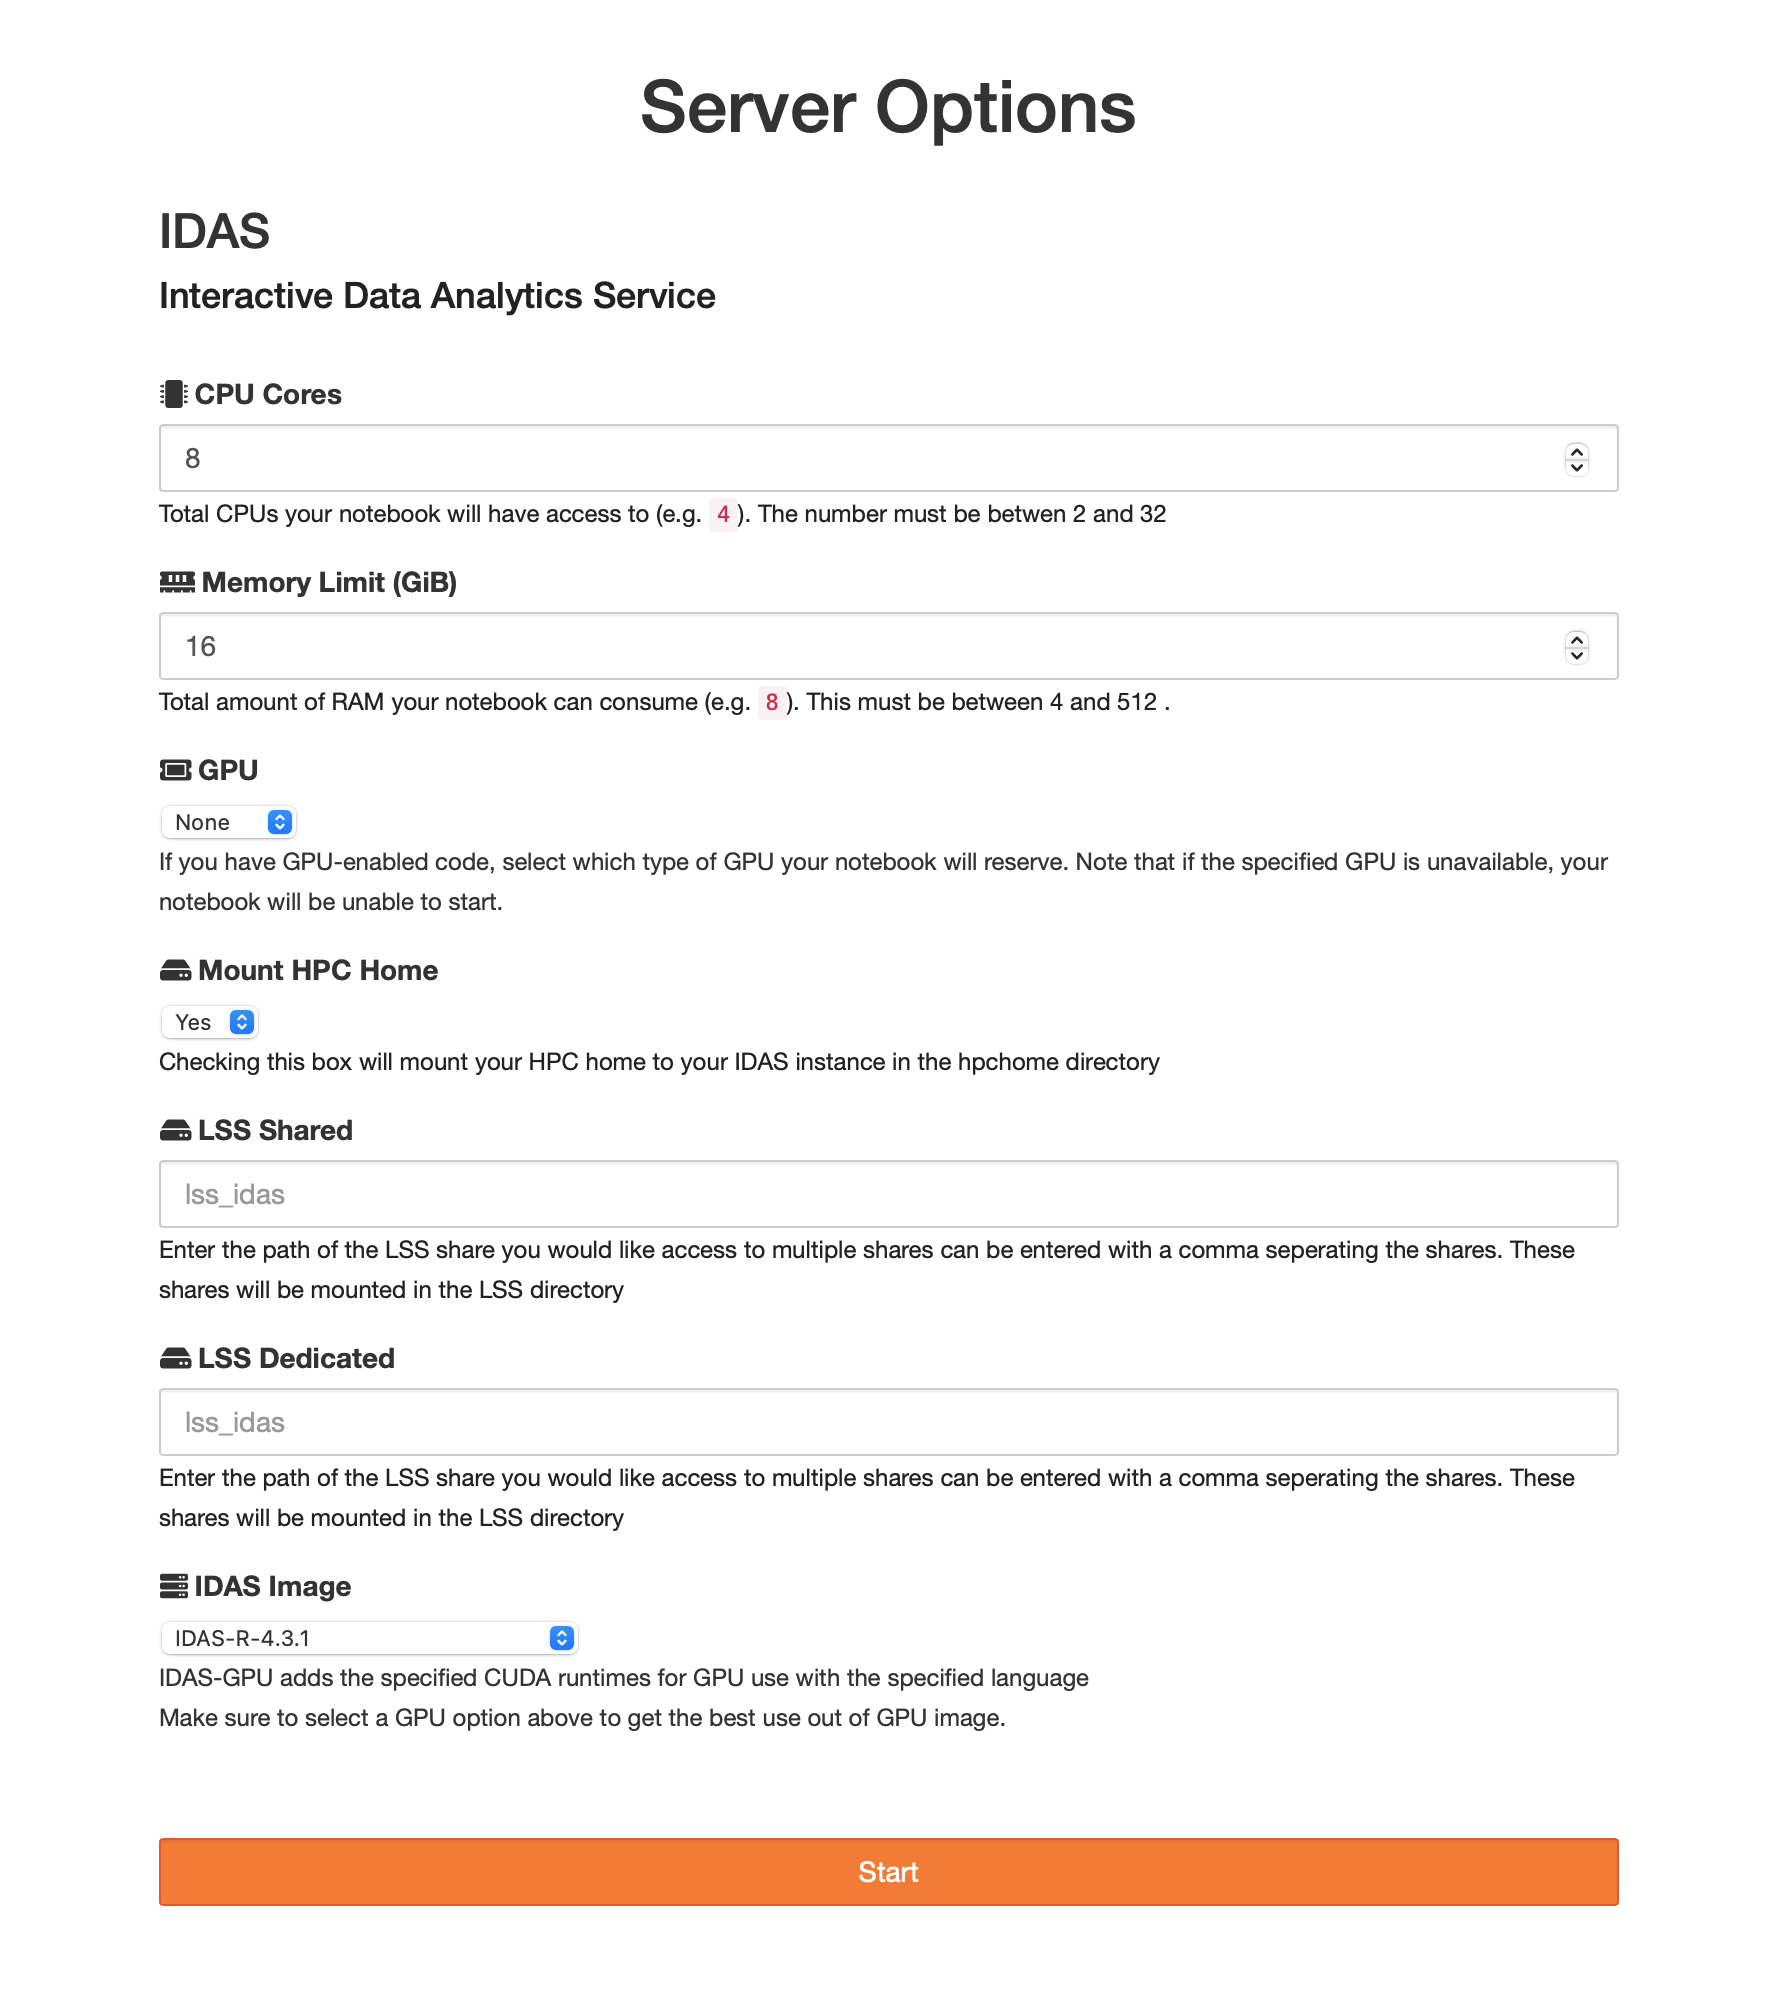 Server Options
IDAS
Interactive Data Analytics Service
CPU Cores
8
Total CPUs your notebook will have access to (e.g. 4 ). The number must be betwen 2 and 32
Memory Limit (GiB)
16
Total amount of RAM your notebook can consume (e.g. 8 ). This must be between 4 and 512 .
GPU
None
If you have GPU-enabled code, select which type of GPU your notebook will reserve. Note that if the specified GPU is unavailable, your
notebook will be unable to start.
Mount HPC Home
Yes
Checking this box will mount your HPC home to your IDAS instance in the hpchome directory
LSS Shared
lss_idas
Enter the path of the LSS share you would like access to multiple shares can be entered with a comma seperating the shares. These
shares will be mounted in the LSS directory
LSS Dedicated
lss_idas
Enter the path of the LSS share you would like access to multiple shares can be entered with a comma seperating the shares. These
shares will be mounted in the LSS directory
IDAS Image
IDAS-R-4.3.1
IDAS-GPU adds the specified CUDA runtimes for GPU use with the specified language
Make sure to select a GPU option above to get the best use out of GPU image.
Start